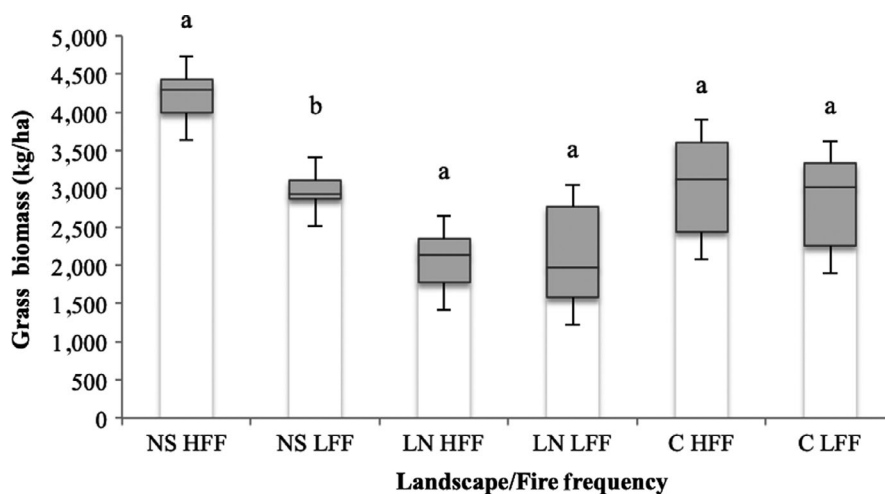 a
5,000
4,500
a
b
a
4,000
a
a
3,500
3,000
2,500
2,000
1,500
1,000
500
0
Grass biomass (kg/ha)
NS HFF NS LFF LN HFF LN LFF C HFF C LFF
Landscape/Fire frequency